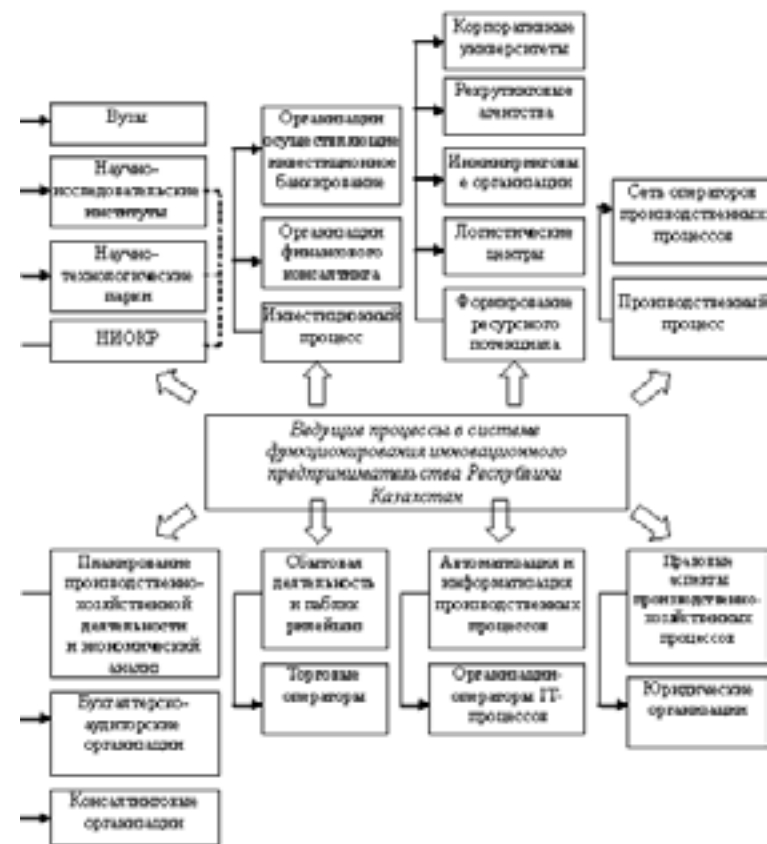 Вузы
Научно-
исследовательские
институты
Научно-
технологические
парки
НИОКР
Организации
осуществляющие
инвестиционное
банкирование
Организации
финансового
консалтинга
Инвестиционный
процесс
Корпоративные
университеты
Рекрутинговые
агентства
Инжиниринговы
е организации
Логистические
центры
Формирование
ресурсного
потенциала
Сеть операторов
производственных
процессов
Производственный
процесс
Ведущие процессы в системе
функционирования инновационного
предпринимательства Республики
Казахстан
Планирование
производственно-
хозяйственной
деятельности
и экономический
анализ
Бухгалтерско-
аудиторские
организации
Консалтинговые
организации
Сбытовая
деятельность
и паблик
рилейшнз
Торговые
операторы
Автоматизация и
информатизация
производственных
процессов
Организации-
операторы IT-
процессов
Правовые
аспекты
производственно-
хозяйственных
процессов
Юридические
организации